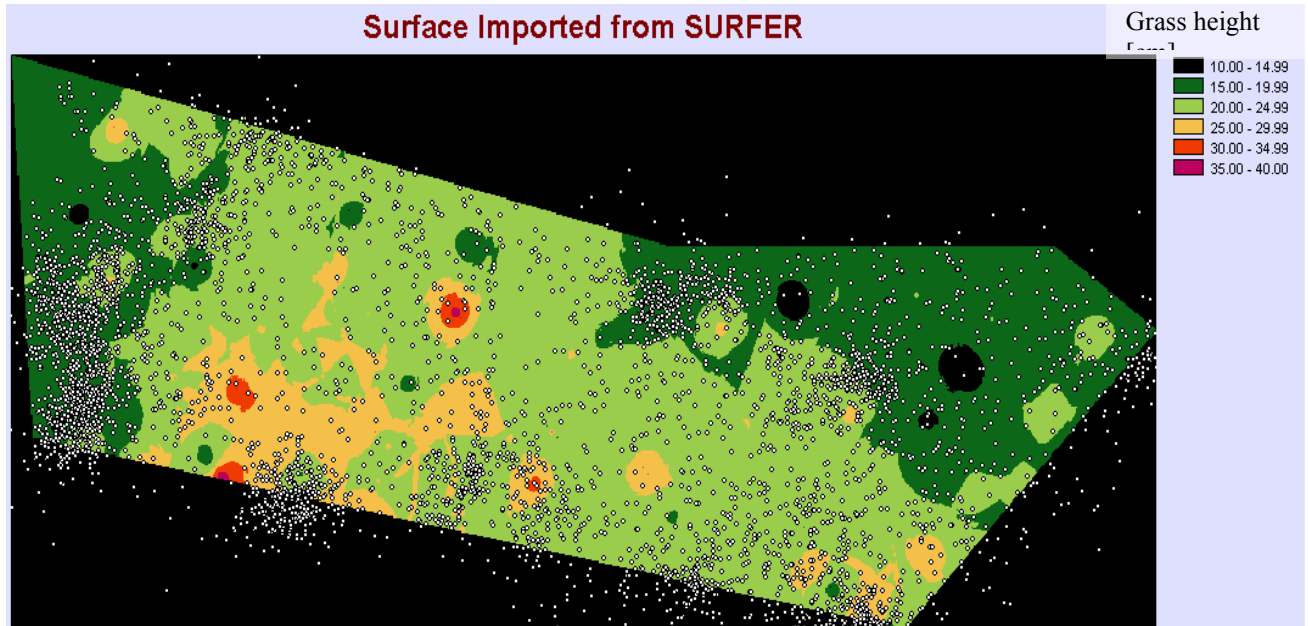 Surface Imported from SURFER
Grass height
[cm]
10.00 - 14.99
15.00 - 19.99
20.00 - 24.99
25.00 - 29.99
30.00 - 34.99
35.00 - 40.00